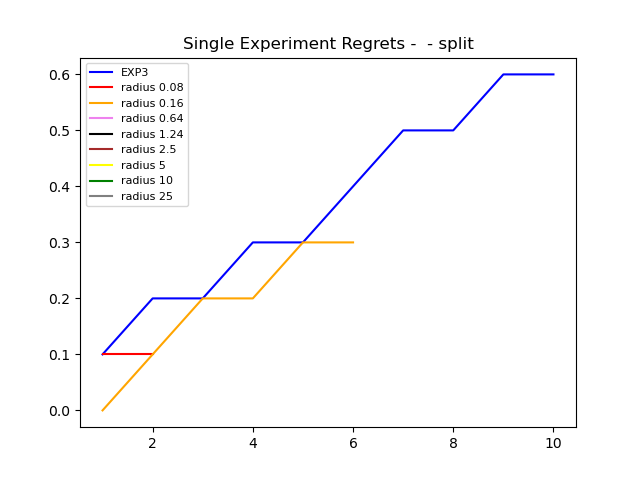 Single Experiment Regrets -  - split
EXP3
radius 0.08
radius 0.16
radius 0.64
radius 1.24
radius 2.5
radius 5
radius 10
radius 25
0.6
0.5
0.4
0.3
0.2
0.1
0.0
2 4 6 8 10